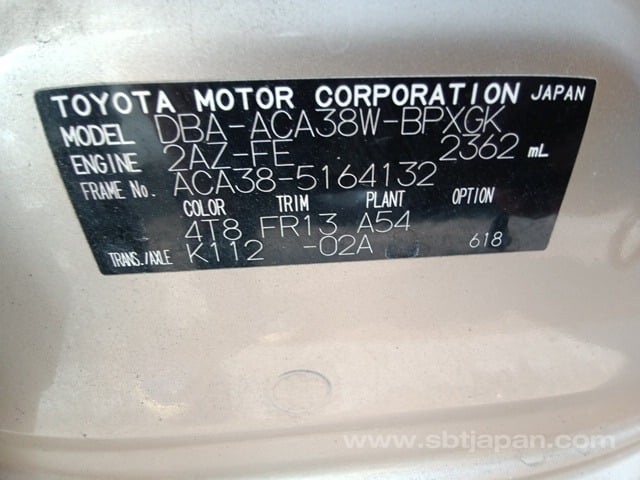 TOYOTA MOTOR CORPORATION JAPAN
MODEL DBA-ACA38W-BPXGK
ENGINE 2AZ-FE 2362 mL
FRAME No. ACA38-5164132
COLOR TRIM PLANT OPTION
4T8 FR13 A54
TRANS./AXLE K112 -02A 618
www.sbtjapan.com